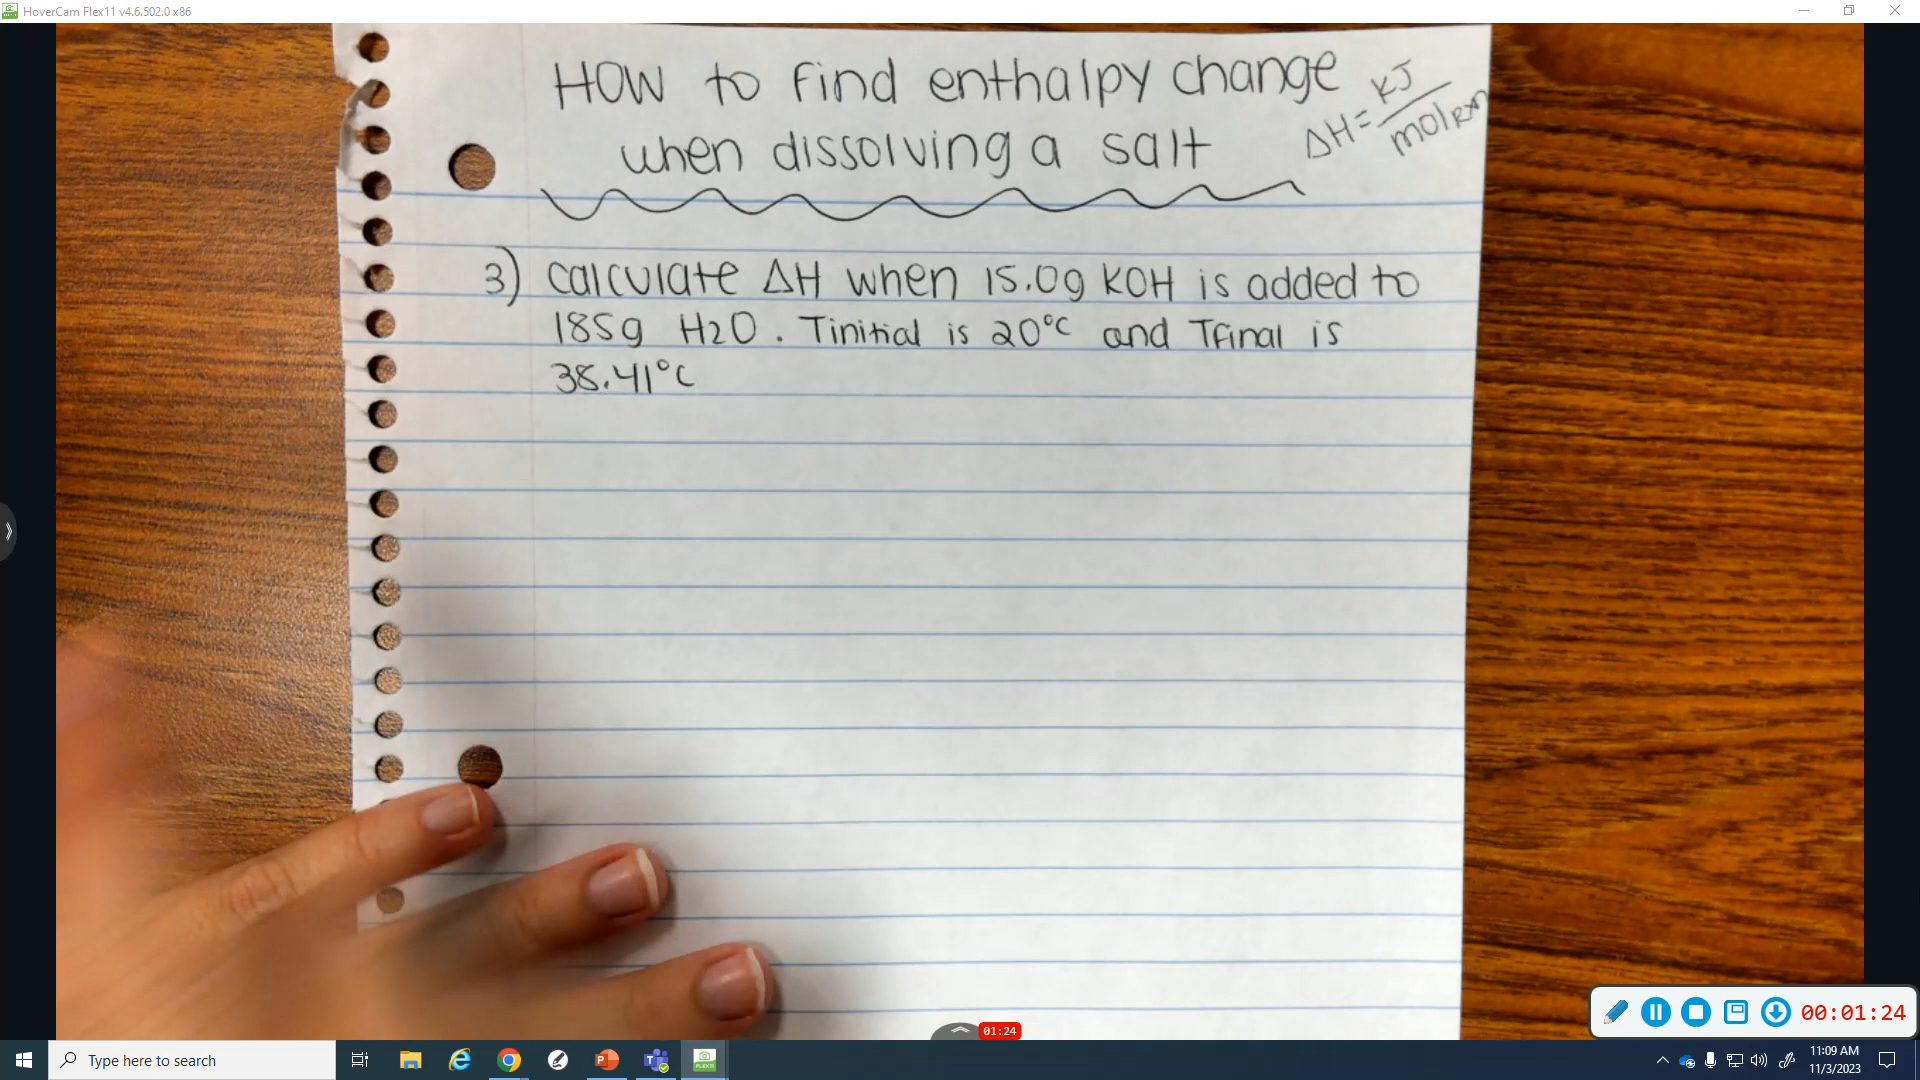 HoverCam Flex11 v4.6.502.0 x86
HOW to find enthalpy change
when dissolving a salt
ΔH = KJ/molrxn
3) calculate ΔH when 15.0g KOH is added to
185g H2O. Tinitial is 20°C and Tfinal is
38.41°C
01:24
00:01:24
Type here to search
11:09 AM
11/3/2023